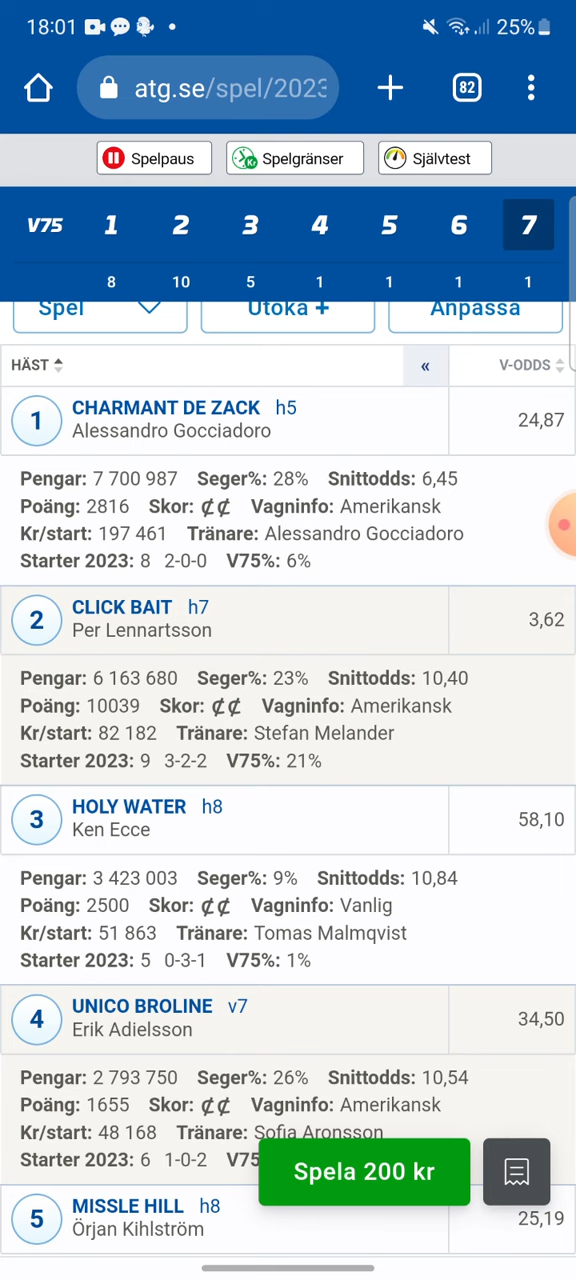 18:01 25%
atg.se/spel/2023 82
Spelpaus Spelgränser Självtest
V75 1 2 3 4 5 6 7
8 10 5 1 1 1 1
Spel Utöka + Anpassa
HÄST « V-ODDS
1 CHARMANT DE ZACK h5 24,87
Alessandro Gocciadoro
Pengar: 7 700 987 Seger%: 28% Snittodds: 6,45
Poäng: 2816 Skor: ȻȻ Vagninfo: Amerikansk
Kr/start: 197 461 Tränare: Alessandro Gocciadoro
Starter 2023: 8 2-0-0 V75%: 6%
2 CLICK BAIT h7 3,62
Per Lennartsson
Pengar: 6 163 680 Seger%: 23% Snittodds: 10,40
Poäng: 10039 Skor: ȻȻ Vagninfo: Amerikansk
Kr/start: 82 182 Tränare: Stefan Melander
Starter 2023: 9 3-2-2 V75%: 21%
3 HOLY WATER h8 58,10
Ken Ecce
Pengar: 3 423 003 Seger%: 9% Snittodds: 10,84
Poäng: 2500 Skor: ȻȻ Vagninfo: Vanlig
Kr/start: 51 863 Tränare: Tomas Malmqvist
Starter 2023: 5 0-3-1 V75%: 1%
4 UNICO BROLINE v7 34,50
Erik Adielsson
Pengar: 2 793 750 Seger%: 26% Snittodds: 10,54
Poäng: 1655 Skor: ȻȻ Vagninfo: Amerikansk
Kr/start: 48 168 Tränare: Sofia Aronsson
Starter 2023: 6 1-0-2 V75
Spela 200 kr
5 MISSLE HILL h8 25,19
Örjan Kihlström